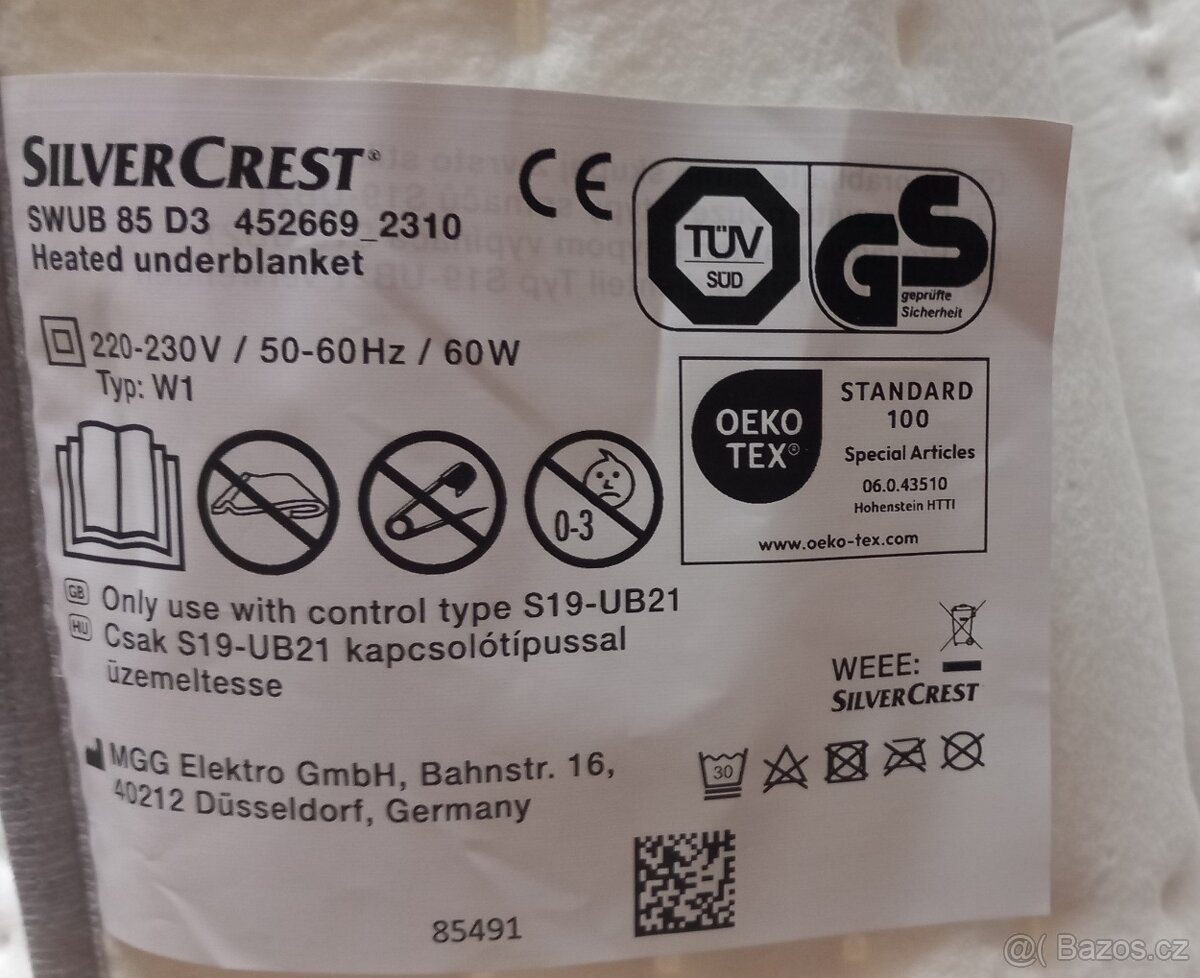 SILVERCREST®
SWUB 85 D3 452669_2310
Heated underblanket
CE
TÜV
SÜD
GS
geprüfte
Sicherheit
220-230V / 50-60Hz / 60W
Typ: W1
0-3
OEKO
TEX®
STANDARD
100
Special Articles
06.0.43510
Hohenstein HTTI
www.oeko-tex.com
GB Only use with control type S19-UB21
HU Csak S19-UB21 kapcsolótípussal
üzemeltesse
WEEE:
SILVERCREST
MGG Elektro GmbH, Bahnstr. 16,
40212 Düsseldorf, Germany
30
85491
@( Bazos.cz